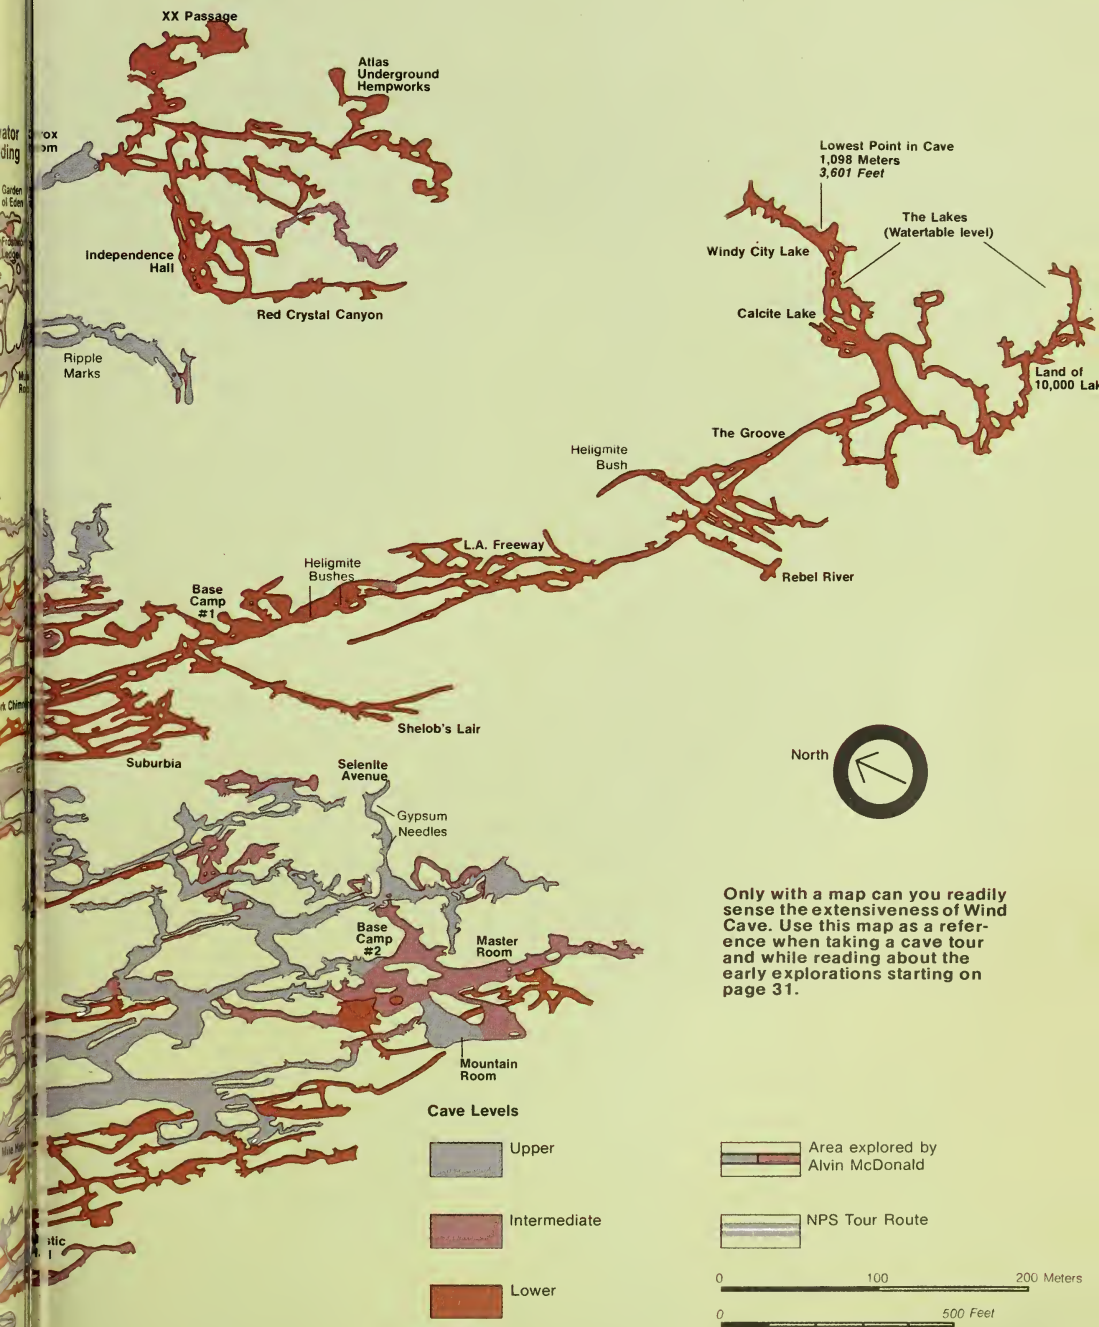 XX Passage
Atlas
Underground
Hempworks
Garden
of Eden
Independence
Hall
Red Crystal Canyon
Ripple
Marks
Lowest Point in Cave
1,098 Meters
3,601 Feet
The Lakes
(Watertable level)
Windy City Lake
Calcite Lake
Land of
10,000 Lak
The Groove
Heligmite
Bush
L.A. Freeway
Rebel River
Heligmite
Bushes
Base
Camp
#1
Shelob's Lair
Suburbia
North
Selenite
Avenue
Gypsum
Needles
Base
Camp
#2
Master
Room
Mountain
Room
Only with a map can you readily
sense the extensiveness of Wind
Cave. Use this map as a refer-
ence when taking a cave tour
and while reading about the
early explorations starting on
page 31.
Cave Levels
Upper
Intermediate
Lower
Area explored by
Alvin McDonald
NPS Tour Route
0 100 200 Meters
0 500 Feet